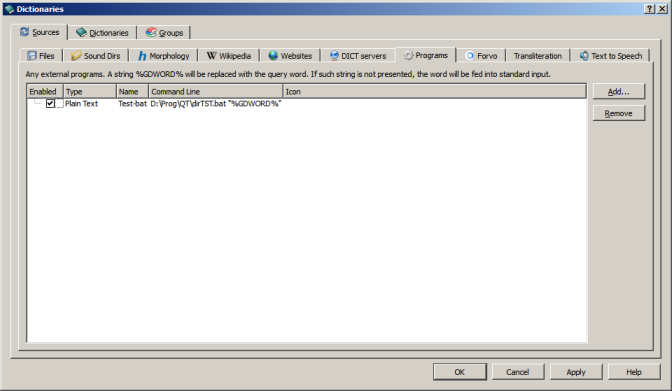 Dictionaries
Sources Dictionaries Groups
Files Sound Dirs Morphology Wikipedia Websites DICT servers Programs Forvo Transliteration Text to Speech
Any external programs. A string %GDWORD% will be replaced with the query word. If such string is not presented, the word will be fed into standard input.
Enabled Type Name Command Line Icon
Plain Text Test-bat D:\Prog\QT\dirTST.bat "%GDWORD%"
Add...
Remove
OK Cancel Apply Help